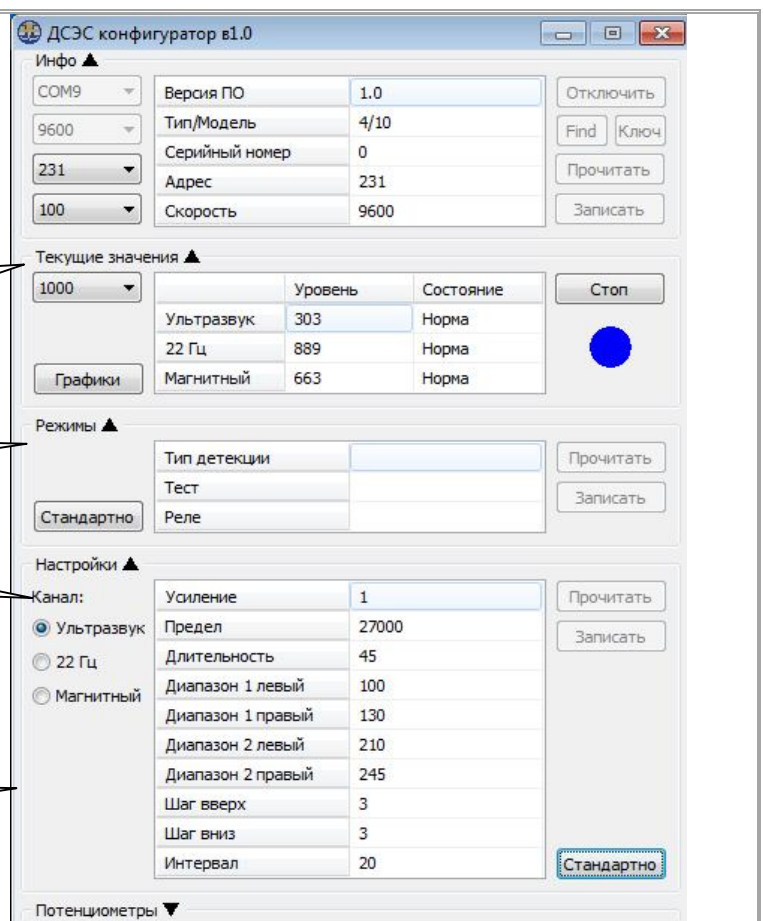 ДСЭС конфигуратор в1.0
Инфо ▲
COM9 Версия ПО 1.0 Отключить
9600 Тип/Модель 4/10 Find Ключ
Серийный номер 0
231 Адрес 231 Прочитать
100 Скорость 9600 Записать
Текущие значения ▲
1000 Уровень Состояние Стоп
Ультразвук 303 Норма
22 Гц 889 Норма
Графики Магнитный 663 Норма
Режимы ▲
Тип детекции Прочитать
Тест Записать
Стандартно Реле
Настройки ▲
Канал: Усиление 1 Прочитать
Ультразвук Предел 27000 Записать
22 Гц Длительность 45
Магнитный Диапазон 1 левый 100
Диапазон 1 правый 130
Диапазон 2 левый 210
Диапазон 2 правый 245
Шаг вверх 3
Шаг вниз 3
Интервал 20 Стандартно
Потенциометры ▼